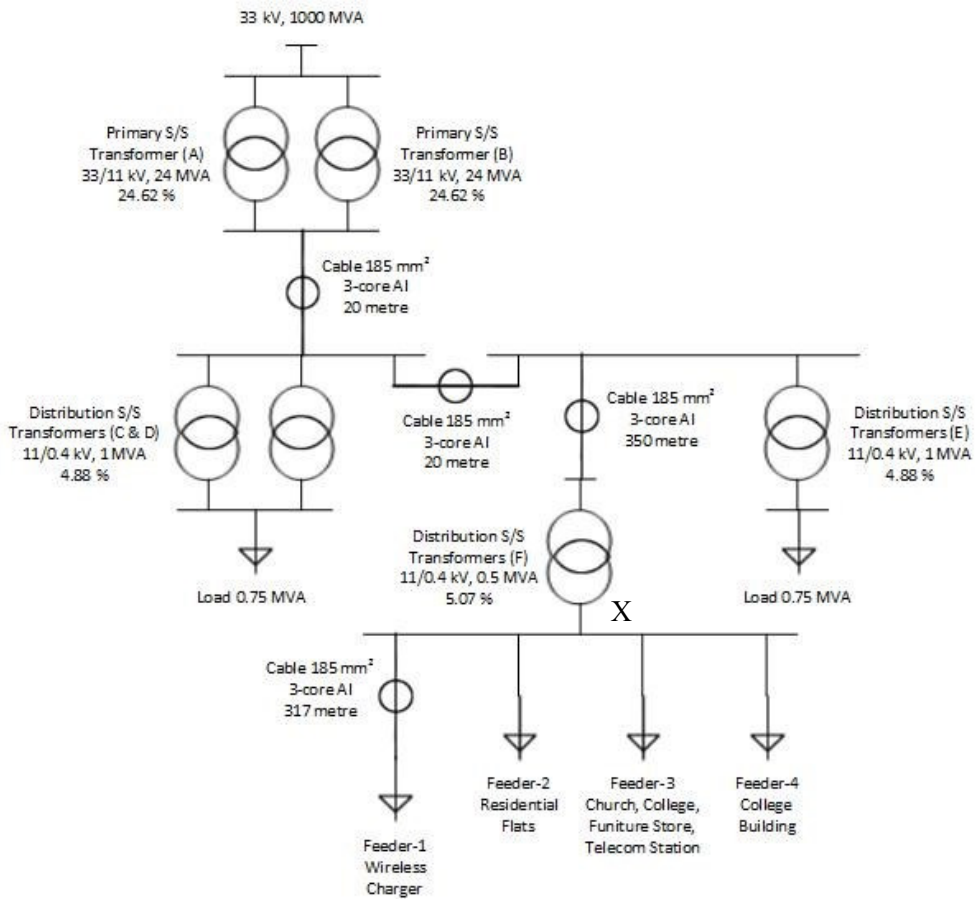 33 kV, 1000 MVA
Primary S/S
Transformer (A)
33/11 kV, 24 MVA
24.62 %
Primary S/S
Transformer (B)
33/11 kV, 24 MVA
24.62 %
Cable 185 mm²
3-core Al
20 metre
Distribution S/S
Transformers (C & D)
11/0.4 kV, 1 MVA
4.88 %
Cable 185 mm²
3-core Al
20 metre
Cable 185 mm²
3-core Al
350 metre
Distribution S/S
Transformers (E)
11/0.4 kV, 1 MVA
4.88 %
Distribution S/S
Transformers (F)
11/0.4 kV, 0.5 MVA
5.07 %
Load 0.75 MVA
Load 0.75 MVA
X
Cable 185 mm²
3-core Al
317 metre
Feeder-1
Wireless
Charger
Feeder-2
Residential
Flats
Feeder-3
Church, College,
Funiture Store,
Telecom Station
Feeder-4
College
Building